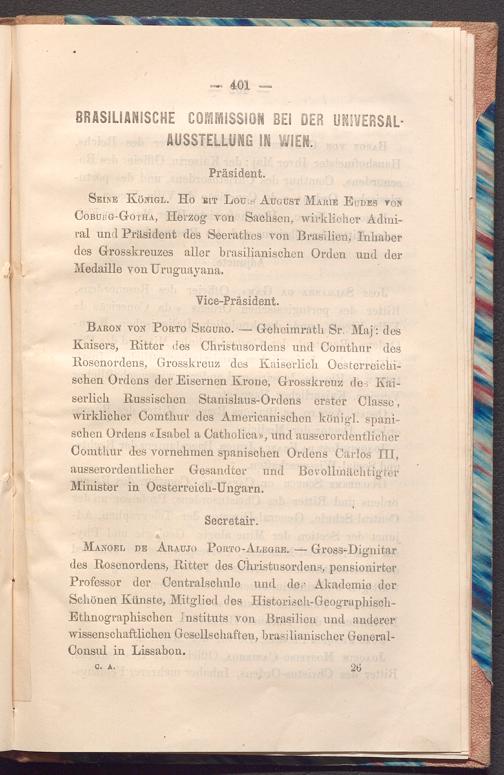 — 401 —
BRASILIANISCHE COMMISSION BEI DER UNIVERSAL-
AUSSTELLUNG IN WIEN.
Präsident.
SEINE KÖNIGL. HO EIT LOUIS AUGUST MARIE EUDES VON
COBURG-GOTHA, Herzog von Sachsen, wirklicher Admi-
ral und Präsident des Seerathes von Brasilien, Inhaber
des Grosskreuzes aller brasilianischen Orden und der
Medaille von Uruguayana.
Vice-Präsident.
BARON VON PORTO SEGURO. — Geheimrath Sr. Maj: des
Kaisers, Ritter des Christusordens und Comthur des
Rosenordens, Grosskreuz des Kaiserlich Oesterreichi-
schen Ordens der Eisernen Krone, Grosskreuz des Kai-
serlich Russischen Stanislaus-Ordens erster Classe,
wirklicher Comthur des Americanischen königl. spani-
schen Ordens «Isabel a Catholica», und ausserordentlicher
Comthur des vornehmen spanischen Ordens Carlos III,
ausserordentlicher Gesandter und Bevollmächtigter
Minister in Oesterreich-Ungarn.
Secretair.
MANOEL DE ARAUJO PORTO-ALEGRE. — Gross-Dignitar
des Rosenordens, Ritter des Christusordens, pensionirter
Professor der Centralschule und der Akademie der
Schönen Künste, Mitglied des Historisch-Geographisch-
Ethnographischen Instituts von Brasilien und anderer
wissenschaftlichen Gesellschaften, brasilianischer General-
Consul in Lissabon.
C. A. 26